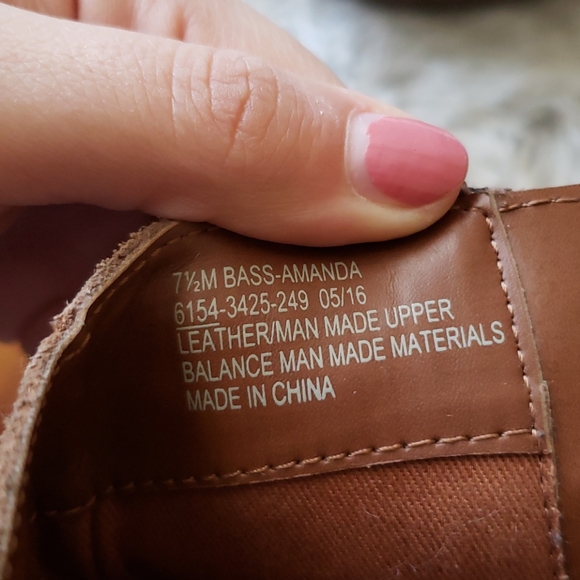 7½M BASS-AMANDA
6154-3425-249 05/16
LEATHER/MAN MADE UPPER
BALANCE MAN MADE MATERIALS
MADE IN CHINA